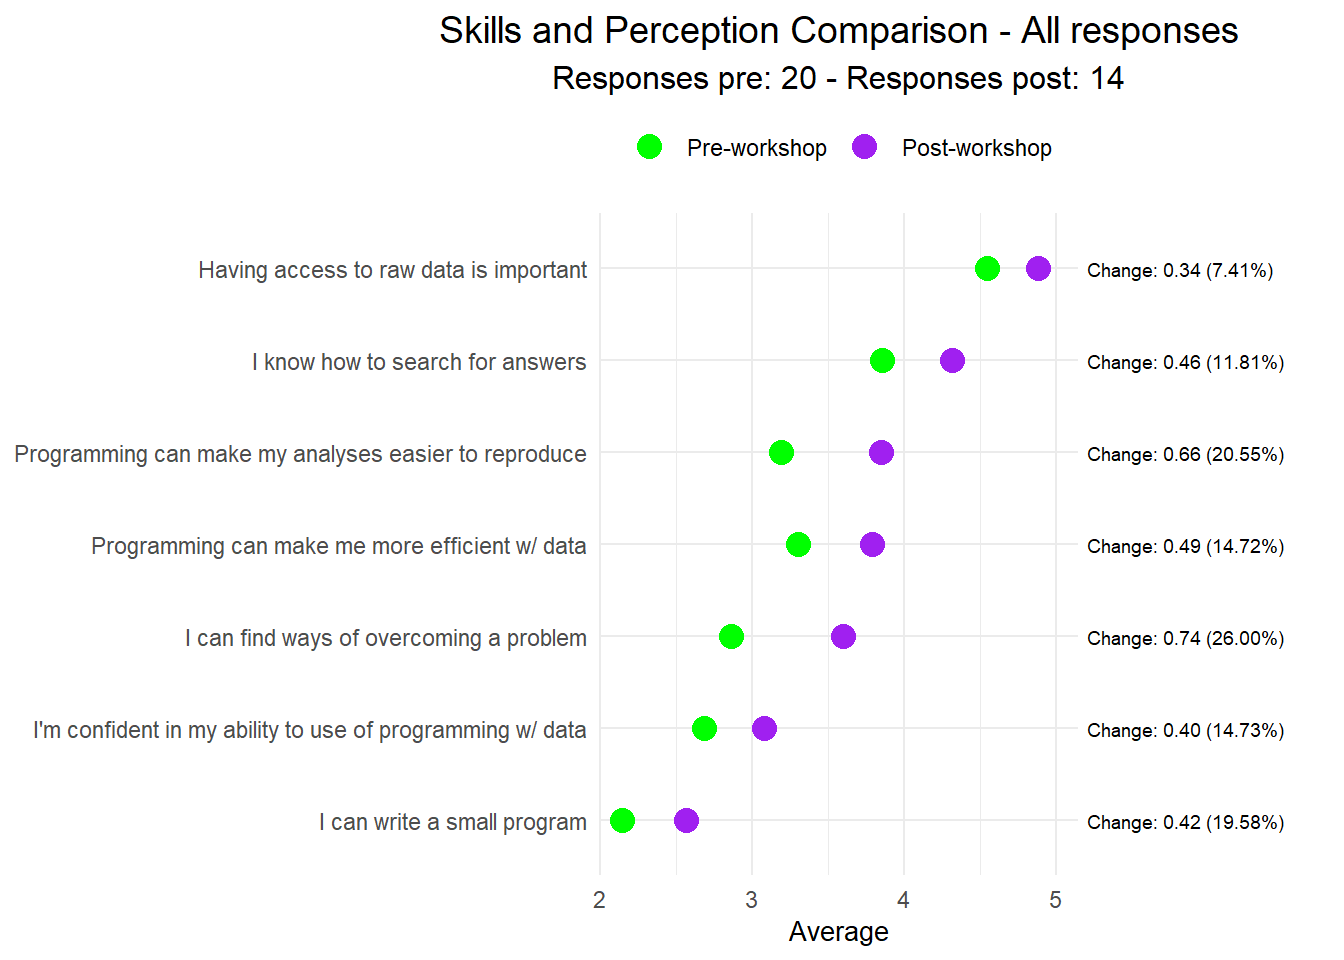 Skills and Perception Comparison - All responses
Responses pre: 20 - Responses post: 14
Pre-workshop
Post-workshop
Having access to raw data is important
Change: 0.34 (7.41%)
I know how to search for answers
Change: 0.46 (11.81%)
Programming can make my analyses easier to reproduce
Change: 0.66 (20.55%)
Programming can make me more efficient w/ data
Change: 0.49 (14.72%)
I can find ways of overcoming a problem
Change: 0.74 (26.00%)
I'm confident in my ability to use of programming w/ data
Change: 0.40 (14.73%)
I can write a small program
Change: 0.42 (19.58%)
2 3 4 5
Average